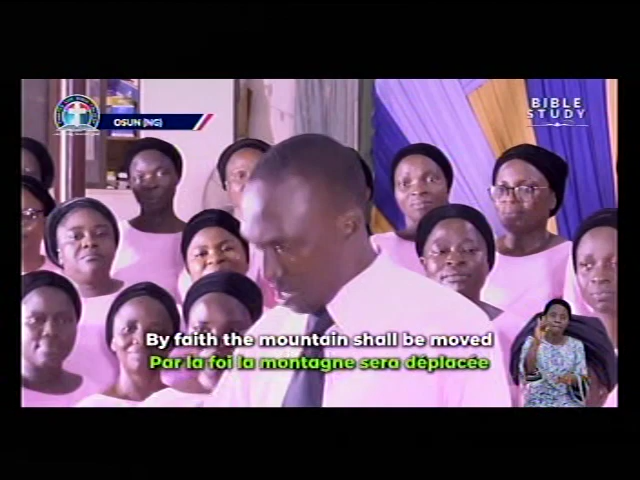 OSUN (NG)
BIBLE
STUDY
By faith the mountain shall be moved
Par la foi la montagne sera déplacée